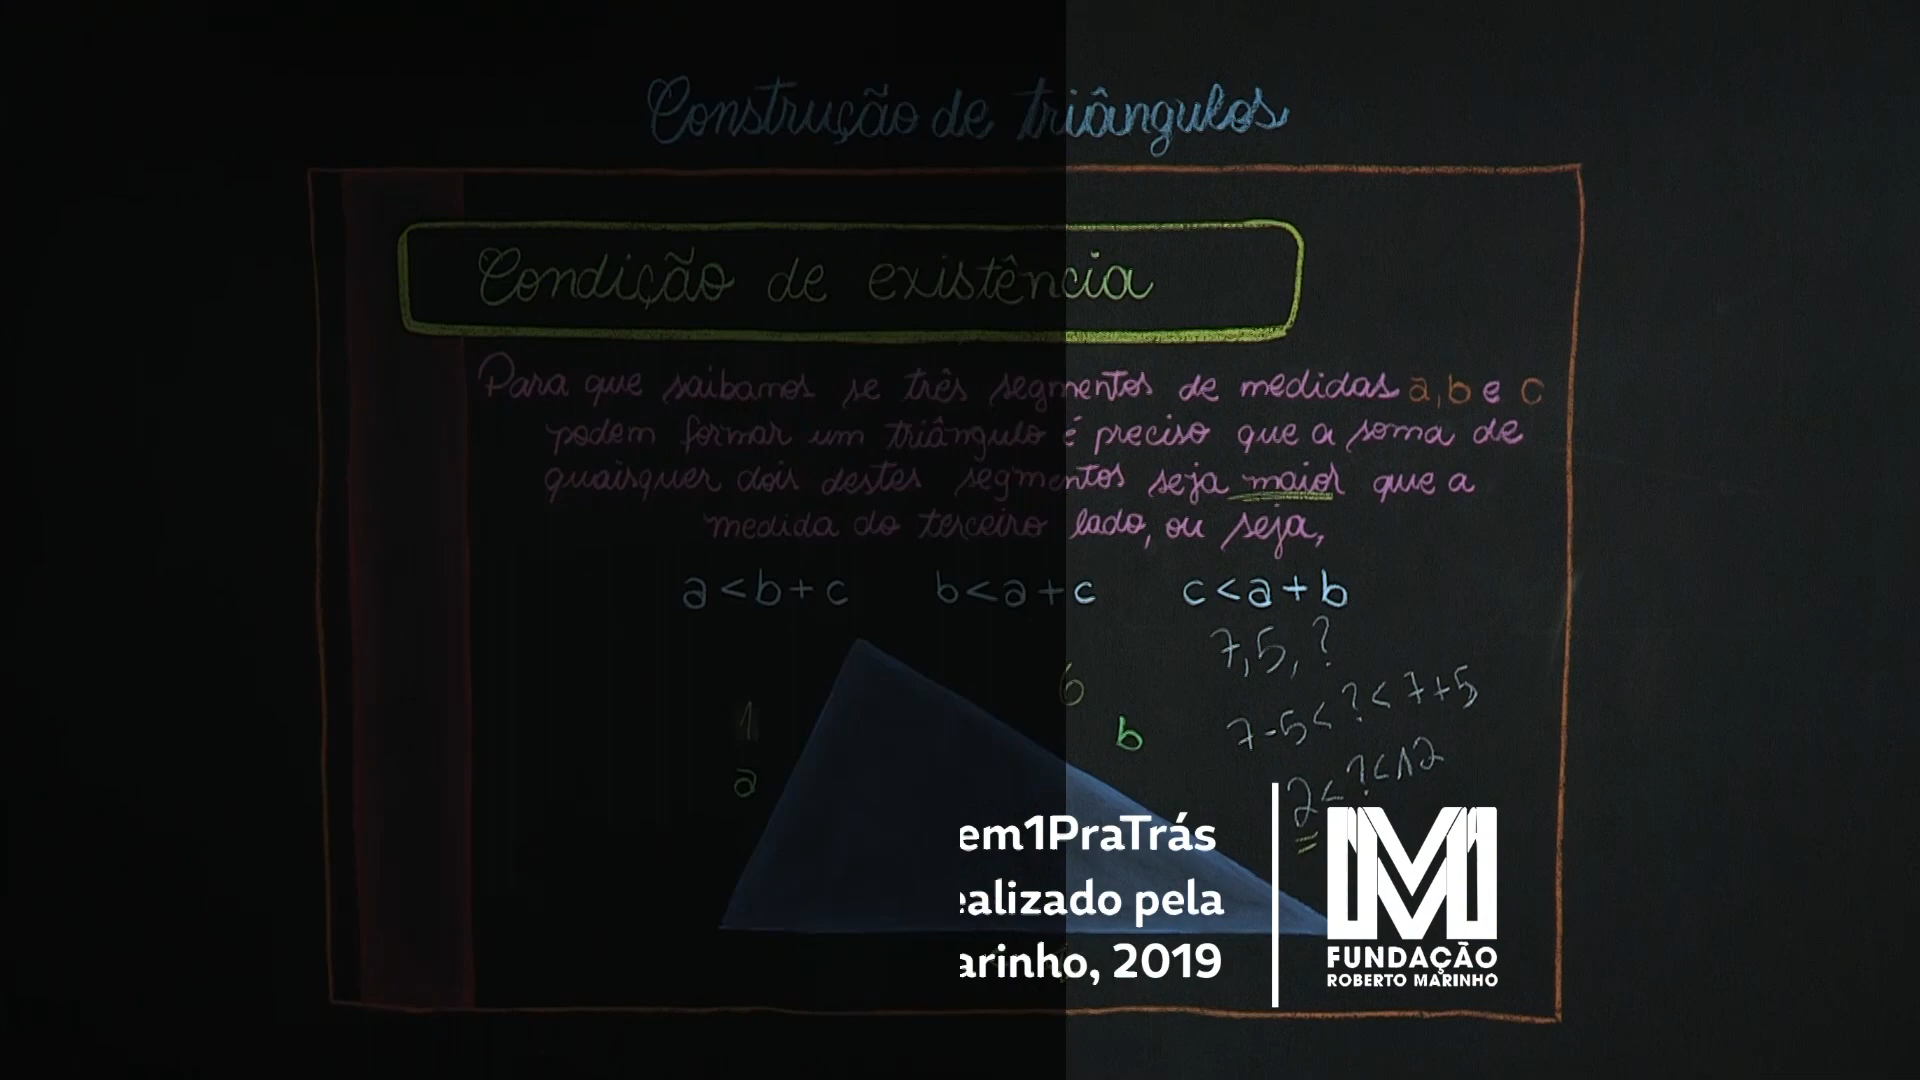 Construção de triângulos
Condição de existência
Para que saibamos se três segmentos de medidas a, b e c
podem formar um triângulo é preciso que a soma de
quaisquer dois destes segmentos seja maior que a
medida do terceiro lado, ou seja,
a < b + c b < a + c c < a + b
7, 5, ?
7 - 5 < ? < 7 + 5
2 < ? < 12
1
6
a
b
em1PraTrás
ealizado pela
arinho, 2019
FUNDAÇÃO
ROBERTO MARINHO